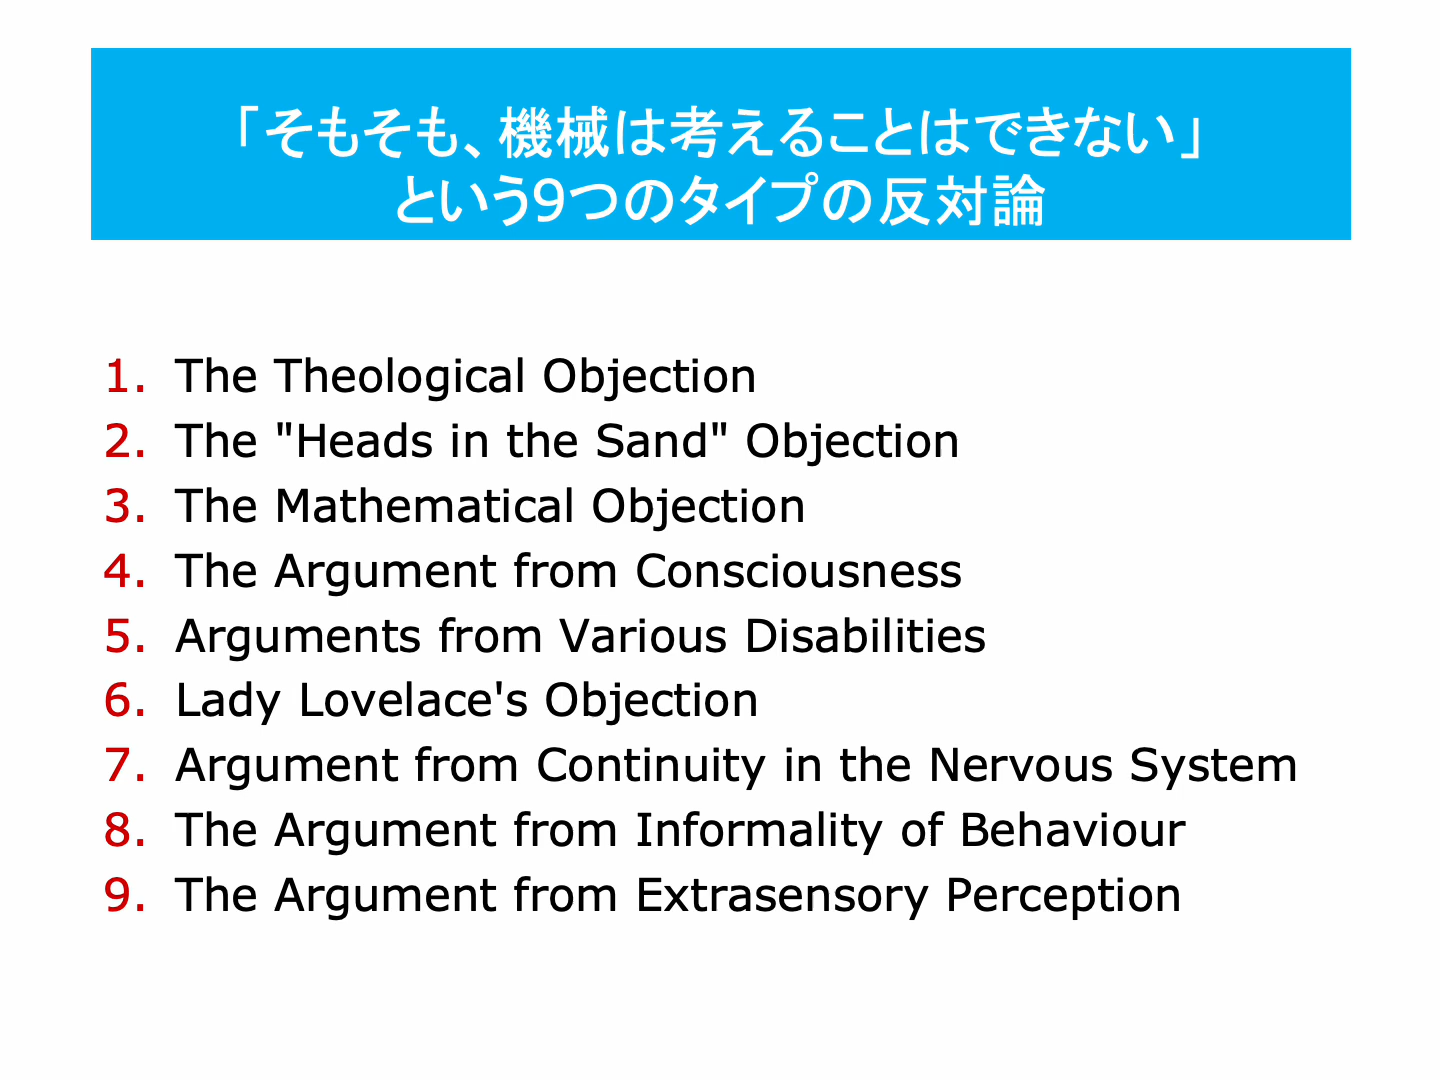 「そもそも、機械は考えることはできない」
という9つのタイプの反対論
1. The Theological Objection
2. The "Heads in the Sand" Objection
3. The Mathematical Objection
4. The Argument from Consciousness
5. Arguments from Various Disabilities
6. Lady Lovelace's Objection
7. Argument from Continuity in the Nervous System
8. The Argument from Informality of Behaviour
9. The Argument from Extrasensory Perception